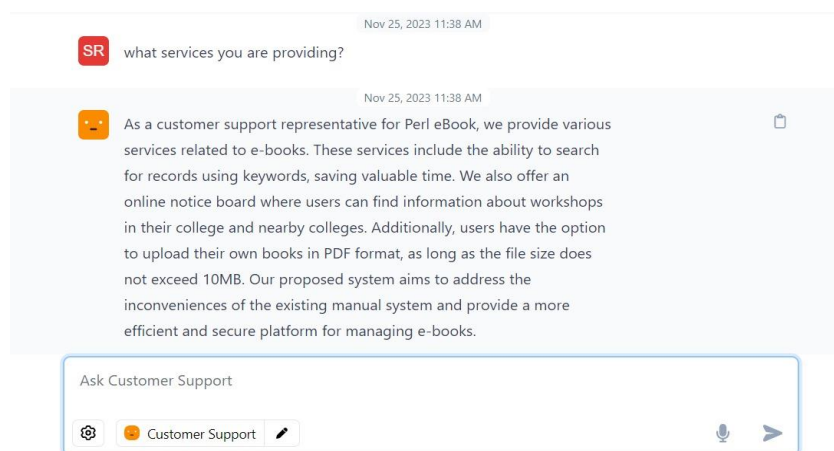 Nov 25, 2023 11:38 AM
SR
what services you are providing?
Nov 25, 2023 11:38 AM
As a customer support representative for Perl eBook, we provide various
services related to e-books. These services include the ability to search
for records using keywords, saving valuable time. We also offer an
online notice board where users can find information about workshops
in their college and nearby colleges. Additionally, users have the option
to upload their own books in PDF format, as long as the file size does
not exceed 10MB. Our proposed system aims to address the
inconveniences of the existing manual system and provide a more
efficient and secure platform for managing e-books.
Ask Customer Support
Customer Support